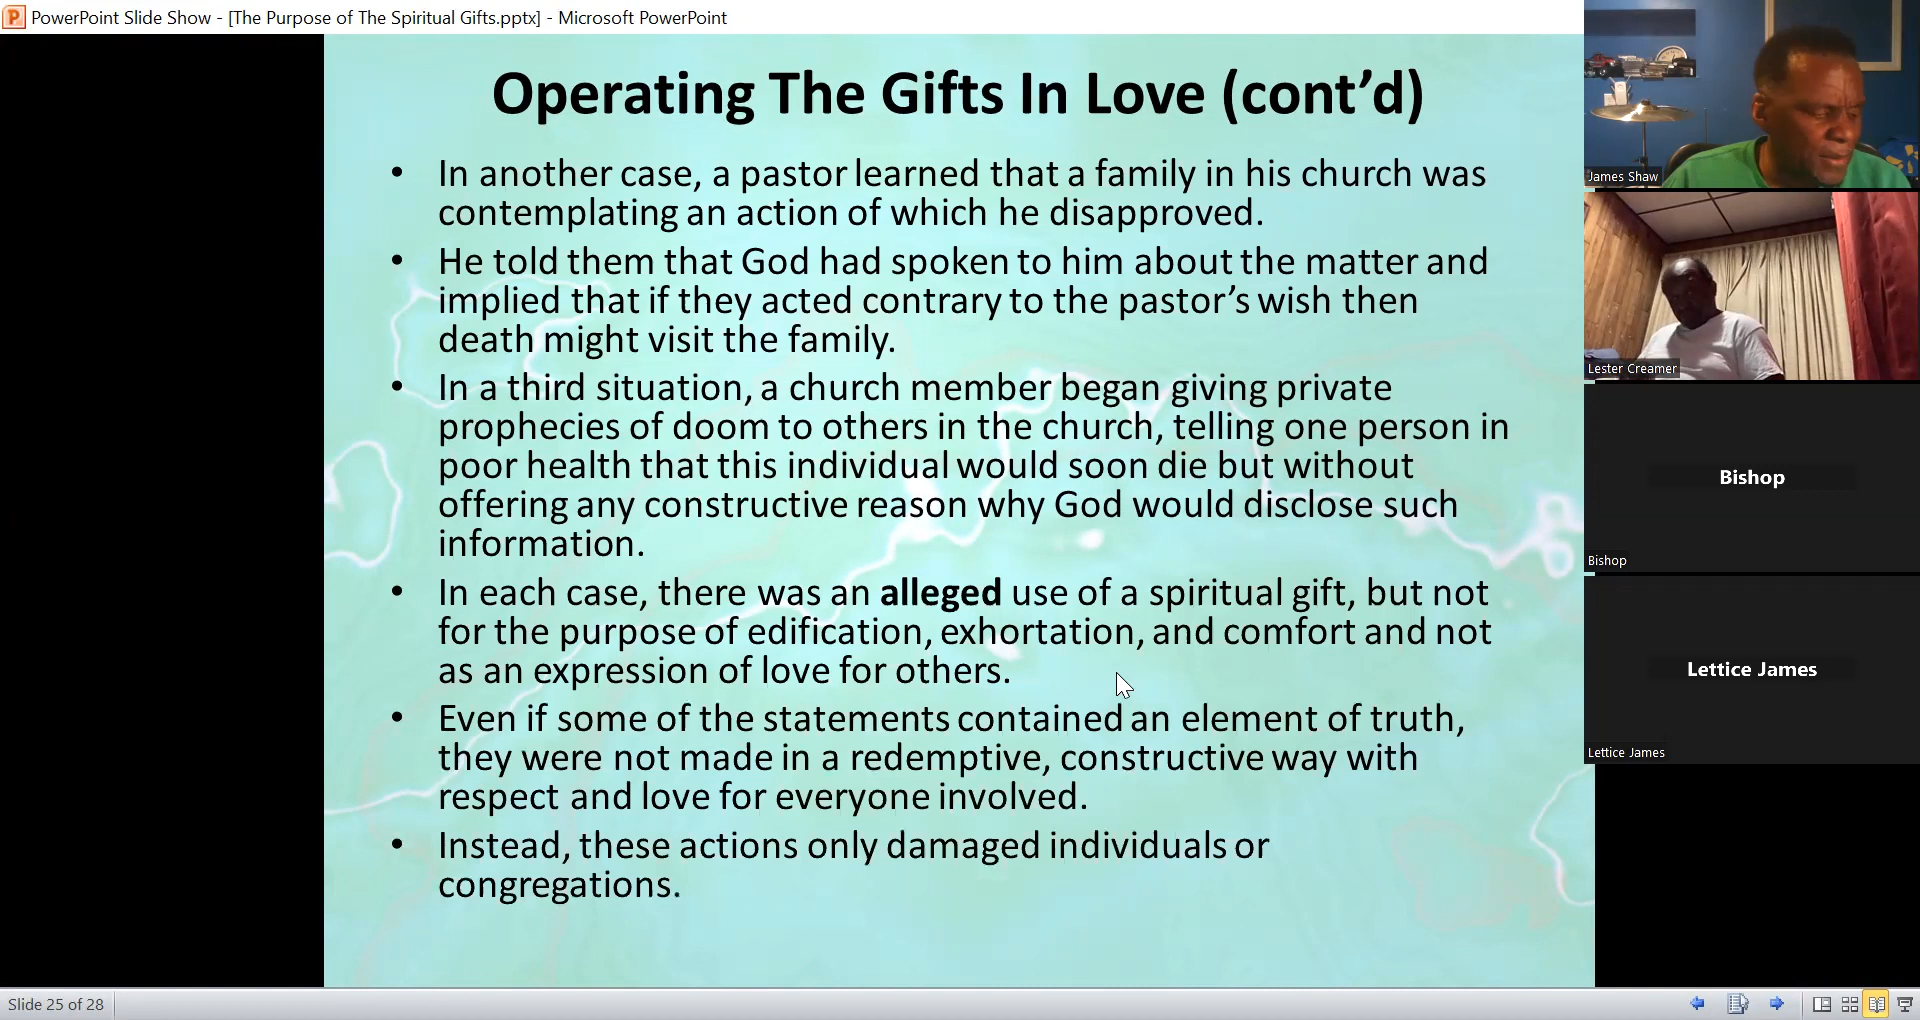 PowerPoint Slide Show - [The Purpose of The Spiritual Gifts.pptx] - Microsoft PowerPoint
Operating The Gifts In Love (cont’d)
• In another case, a pastor learned that a family in his church was
contemplating an action of which he disapproved.
• He told them that God had spoken to him about the matter and
implied that if they acted contrary to the pastor’s wish then
death might visit the family.
• In a third situation, a church member began giving private
prophecies of doom to others in the church, telling one person in
poor health that this individual would soon die but without
offering any constructive reason why God would disclose such
information.
• In each case, there was an alleged use of a spiritual gift, but not
for the purpose of edification, exhortation, and comfort and not
as an expression of love for others.
• Even if some of the statements contained an element of truth,
they were not made in a redemptive, constructive way with
respect and love for everyone involved.
• Instead, these actions only damaged individuals or
congregations.
James Shaw
Lester Creamer
Bishop
Bishop
Lettice James
Lettice James
Slide 25 of 28